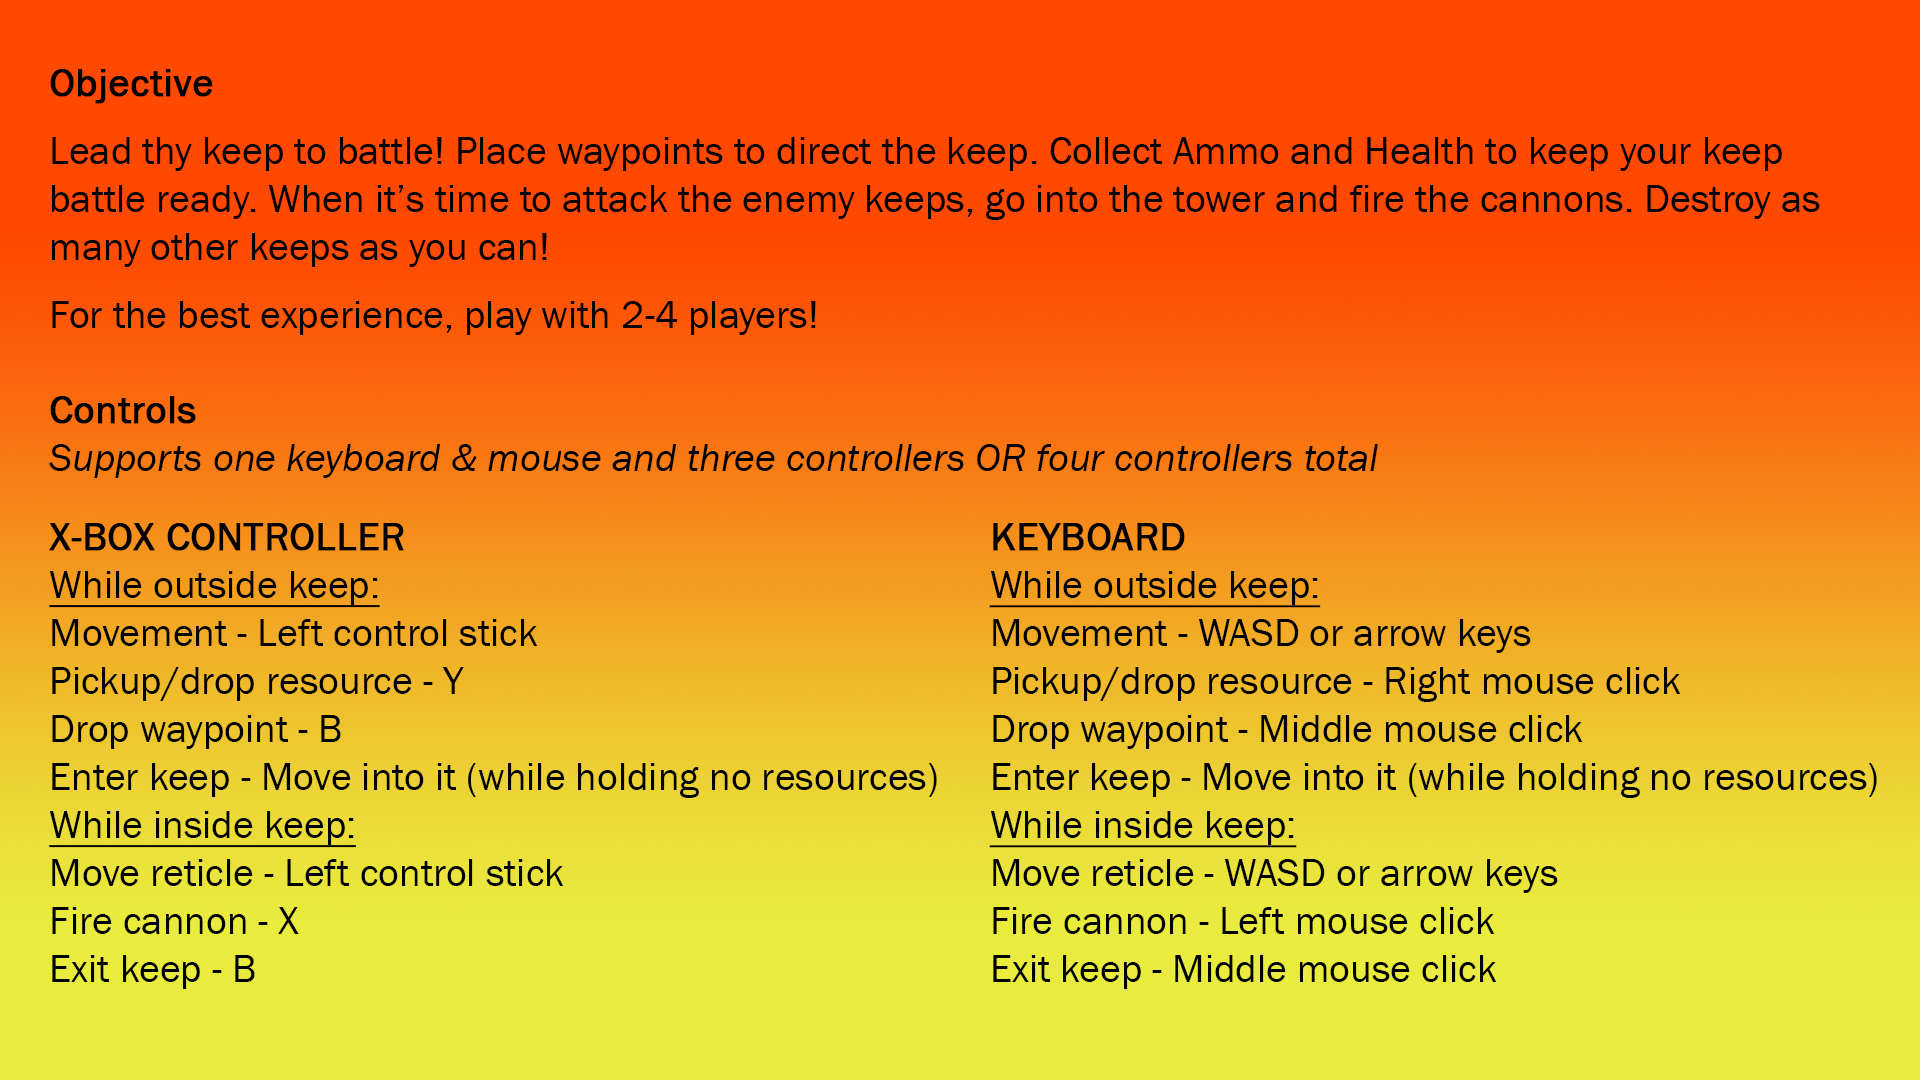 Objective
Lead thy keep to battle! Place waypoints to direct the keep. Collect Ammo and Health to keep your keep
battle ready. When it’s time to attack the enemy keeps, go into the tower and fire the cannons. Destroy as
many other keeps as you can!
For the best experience, play with 2-4 players!
Controls
Supports one keyboard & mouse and three controllers OR four controllers total
X-BOX CONTROLLER
While outside keep:
Movement - Left control stick
Pickup/drop resource - Y
Drop waypoint - B
Enter keep - Move into it (while holding no resources)
While inside keep:
Move reticle - Left control stick
Fire cannon - X
Exit keep - B
KEYBOARD
While outside keep:
Movement - WASD or arrow keys
Pickup/drop resource - Right mouse click
Drop waypoint - Middle mouse click
Enter keep - Move into it (while holding no resources)
While inside keep:
Move reticle - WASD or arrow keys
Fire cannon - Left mouse click
Exit keep - Middle mouse click